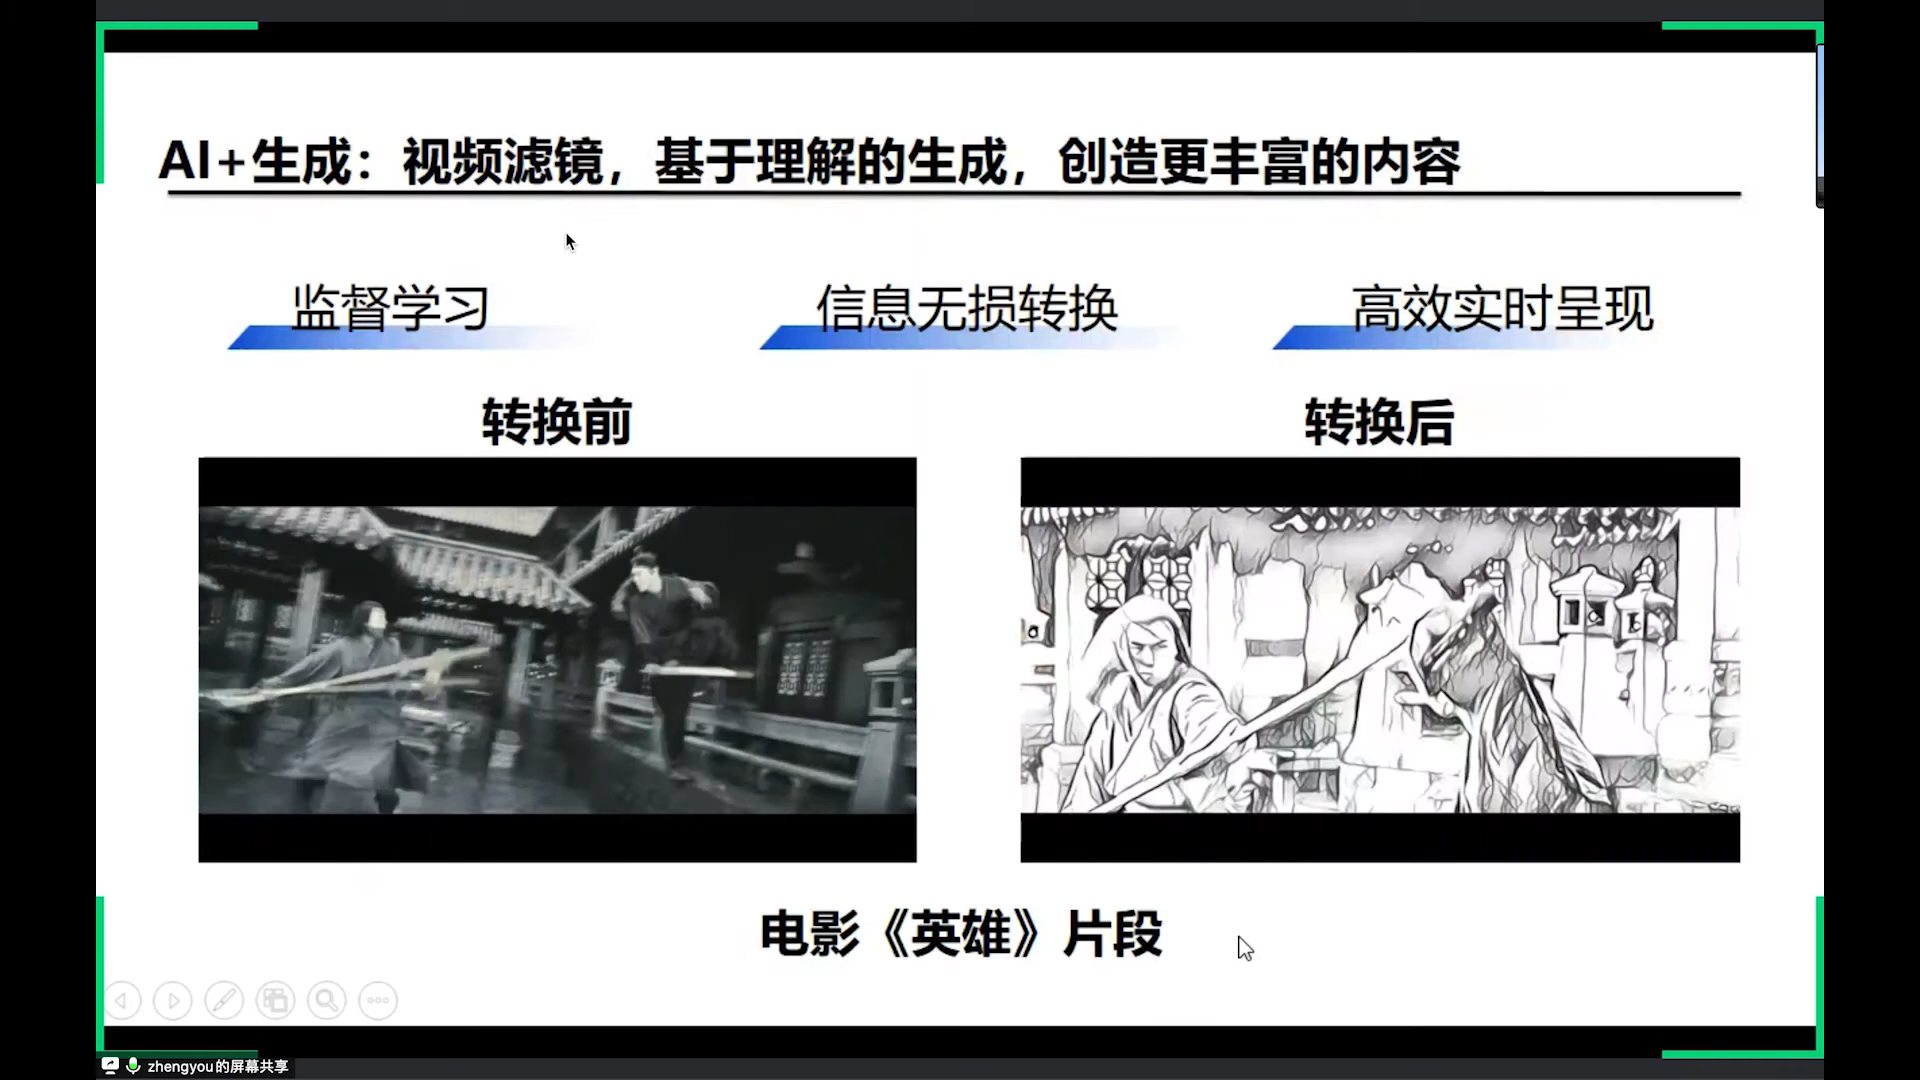 AI+生成：视频滤镜，基于理解的生成，创造更丰富的内容
监督学习
信息无损转换
高效实时呈现
转换前
转换后
电影《英雄》片段
zhengyou的屏幕共享